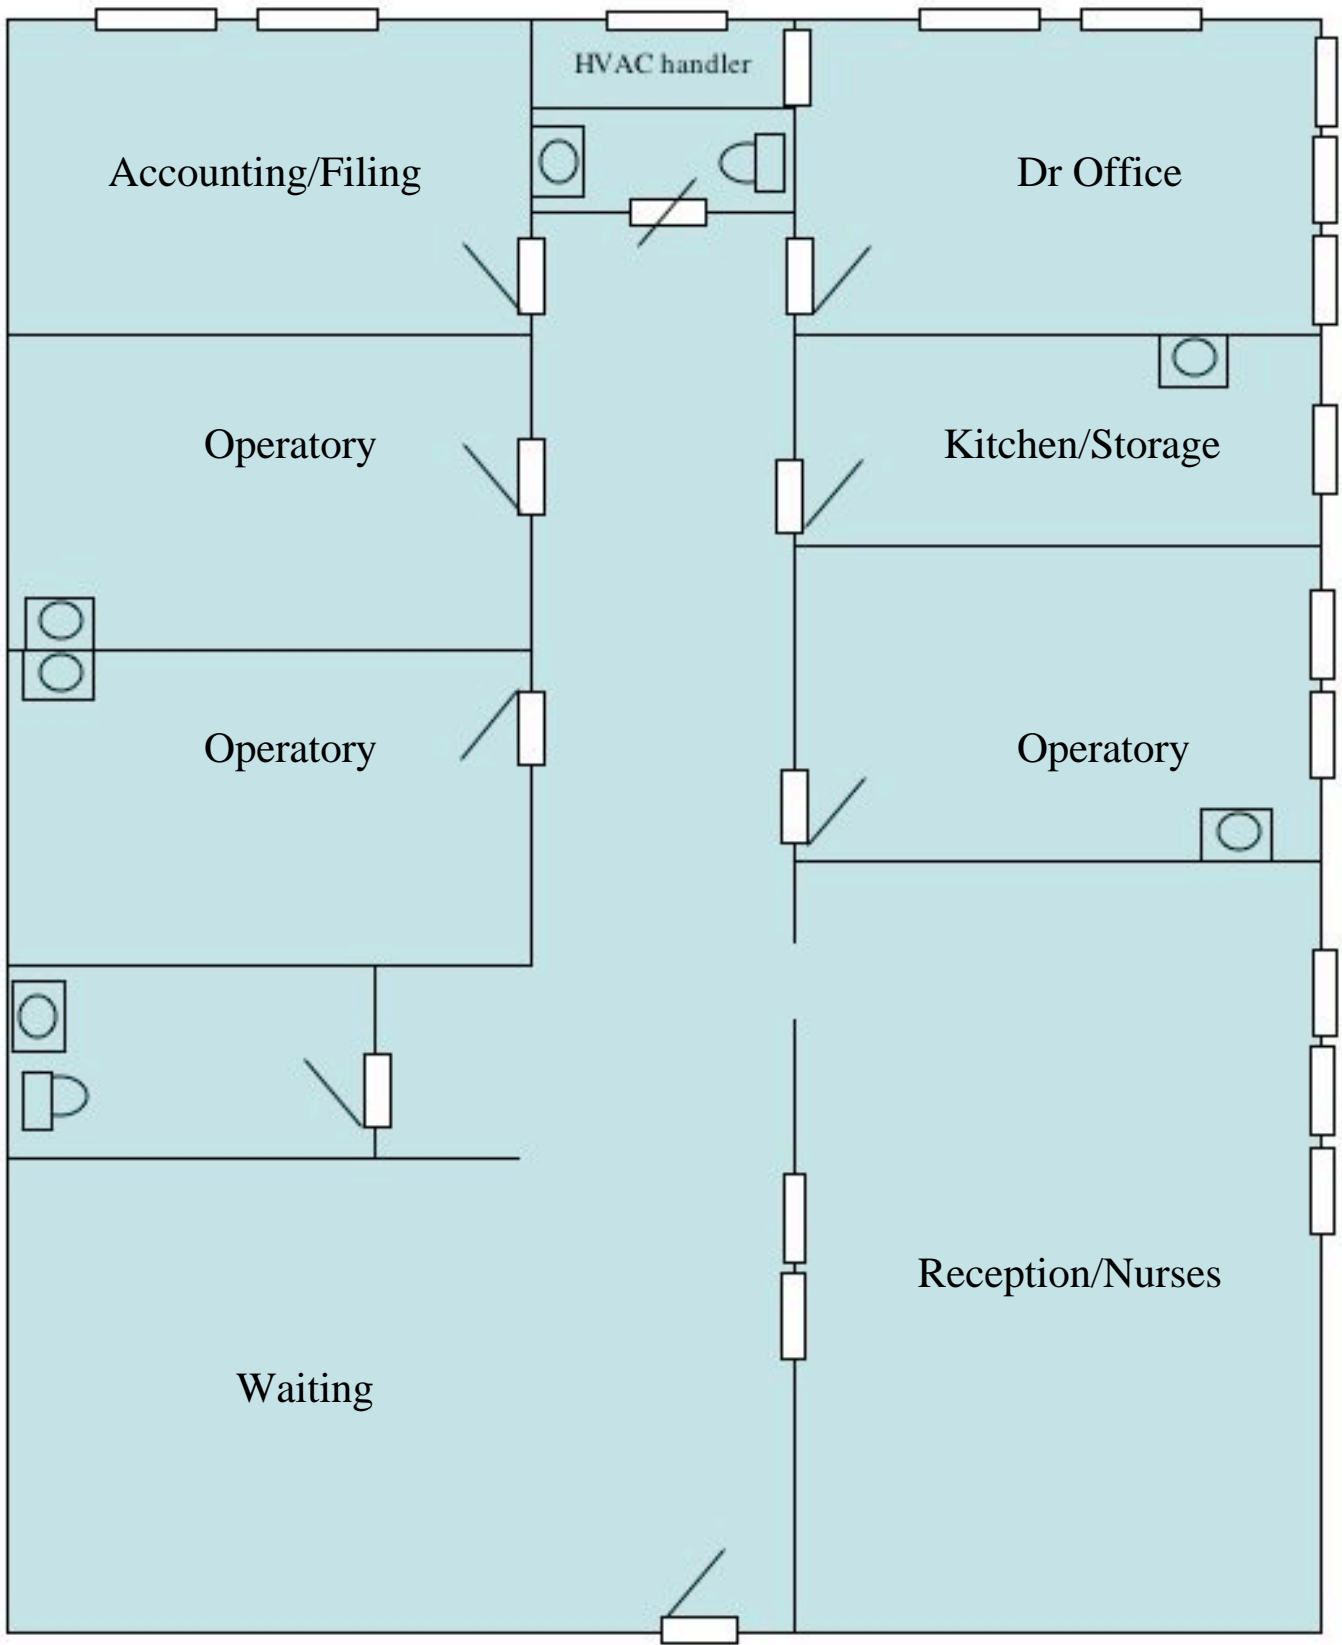 HVAC handler
Accounting/Filing
Dr Office
Operatory
Kitchen/Storage
Operatory
Operatory
Reception/Nurses
Waiting